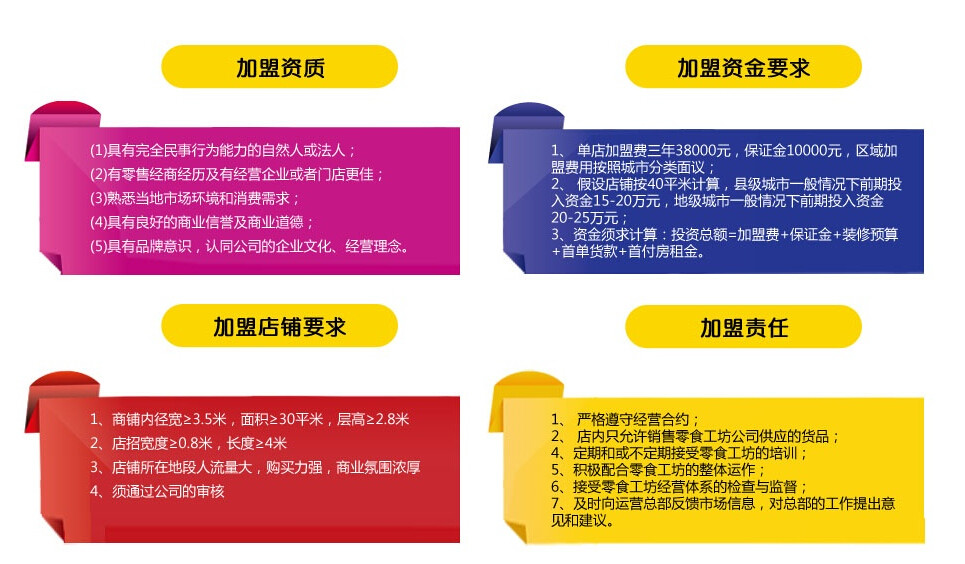 加盟资质
(1)具有完全民事行为能力的自然人或法人；
(2)有零售经商经历及有经营企业或者门店更佳；
(3)熟悉当地市场环境和消费需求；
(4)具有良好的商业信誉及商业道德；
(5)具有品牌意识，认同公司的企业文化、经营理念。
加盟资金要求
1、 单店加盟费三年38000元，保证金10000元，区域加
盟费用按照城市分类面议；
2、 假设店铺按40平米计算，县级城市一般情况下前期投
入资金15-20万元，地级城市一般情况下前期投入资金
20-25万元；
3、资金须求计算：投资总额=加盟费+保证金+装修预算
+首单货款+首付房租金。
加盟店铺要求
1、商铺内径宽≥3.5米，面积≥30平米，层高≥2.8米
2、店招宽度≥0.8米，长度≥4米
3、店铺所在地段人流量大，购买力强，商业氛围浓厚
4、须通过公司的审核
加盟责任
1、 严格遵守经营合约；
2、 店内只允许销售零食工坊公司供应的货品；
4、定期和或不定期接受零食工坊的培训；
5、积极配合零食工坊的整体运作；
6、接受零食工坊经营体系的检查与监督；
7、及时向运营总部反馈市场信息，对总部的工作提出意
见和建议。